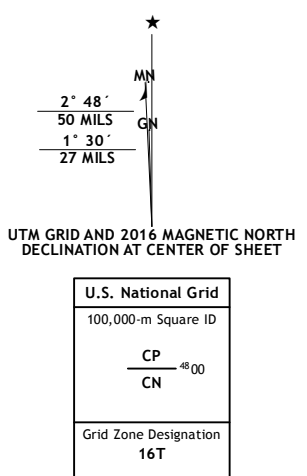 MN
2° 48´
50 MILS
GN
1° 30´
27 MILS
UTM GRID AND 2016 MAGNETIC NORTH
DECLINATION AT CENTER OF SHEET
U.S. National Grid
100,000-m Square ID
CP
4800
CN
Grid Zone Designation
16T